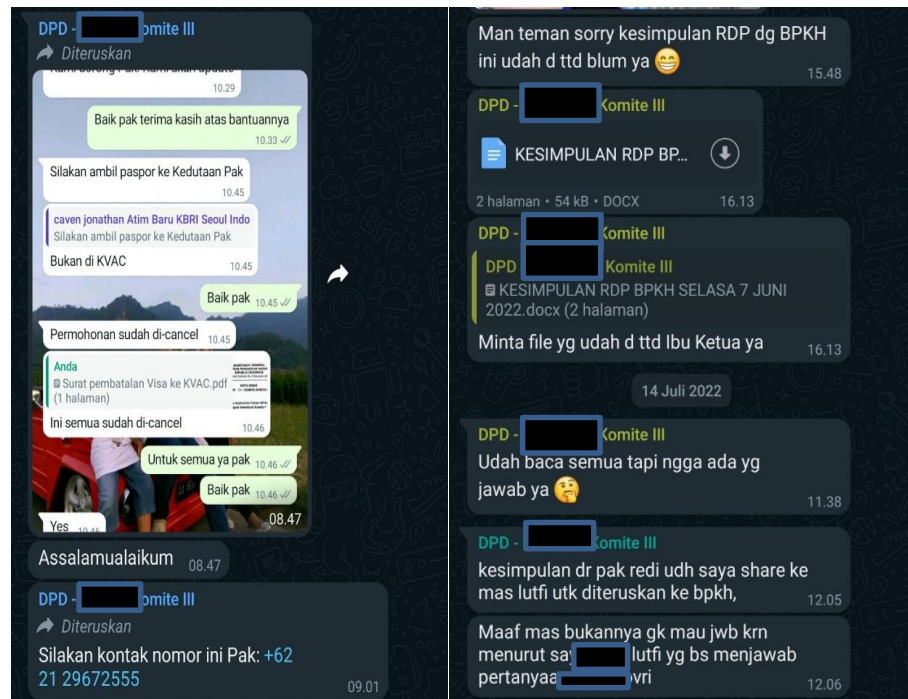 DPD - omite III
Diteruskan
10.29
Baik pak terima kasih atas bantuannya
10.33
Silakan ambil paspor ke Kedutaan Pak
10.45
caven jonathan Atim Baru KBRI Seoul Indo
Silakan ambil paspor ke Kedutaan Pak
Bukan di KVAC
10.45
Baik pak 10.45
Permohonan sudah di-cancel 10.45
Anda
Surat pembatalan Visa ke KVAC.pdf
(1 halaman)
Ini semua sudah di-cancel
10.46
Untuk semua ya pak 10.46
Baik pak 10.46
Yes 10.46
08.47
Assalamualaikum 08.47
DPD - omite III
Diteruskan
Silakan kontak nomor ini Pak: +62
21 29672555
09.01
Man teman sorry kesimpulan RDP dg BPKH
ini udah d ttd blum ya
15.48
DPD - Komite III
KESIMPULAN RDP BP...
2 halaman • 54 kB • DOCX 16.13
DPD - Komite III
DPD Komite III
KESIMPULAN RDP BPKH SELASA 7 JUNI
2022.docx (2 halaman)
Minta file yg udah d ttd Ibu Ketua ya
16.13
14 Juli 2022
DPD - Komite III
Udah baca semua tapi ngga ada yg
jawab ya
11.38
DPD - omite III
kesimpulan dr pak redi udh saya share ke
mas lutfi utk diteruskan ke bpkh,
12.05
Maaf mas bukannya gk mau jwb krn
menurut say lutfi yg bs menjawab
pertanyaa ovri
12.06